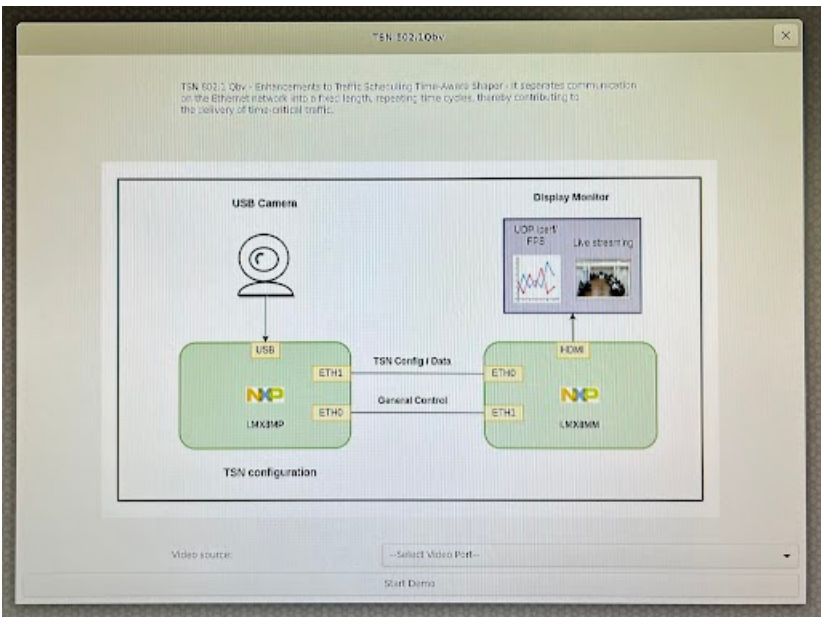 TSN 802.1Qbv
TSN 802.1 Qbv - Enhancements to Traffic Scheduling Time-Aware Shaper - it seperates communication
on the Ethernet network into a fixed length, repeating time cycles, thereby contributing to
the delivery of time-critical traffic.
USB Camera
Display Monitor
UDP iperf/
FPS
Live streaming
USB
HDMI
ETH1
TSN Config / Data
ETH0
NXP
NXP
ETH0
General Control
ETH1
i.MX8MP
i.MX8MM
TSN configuration
Video source:
--Select Video Port--
Start Demo